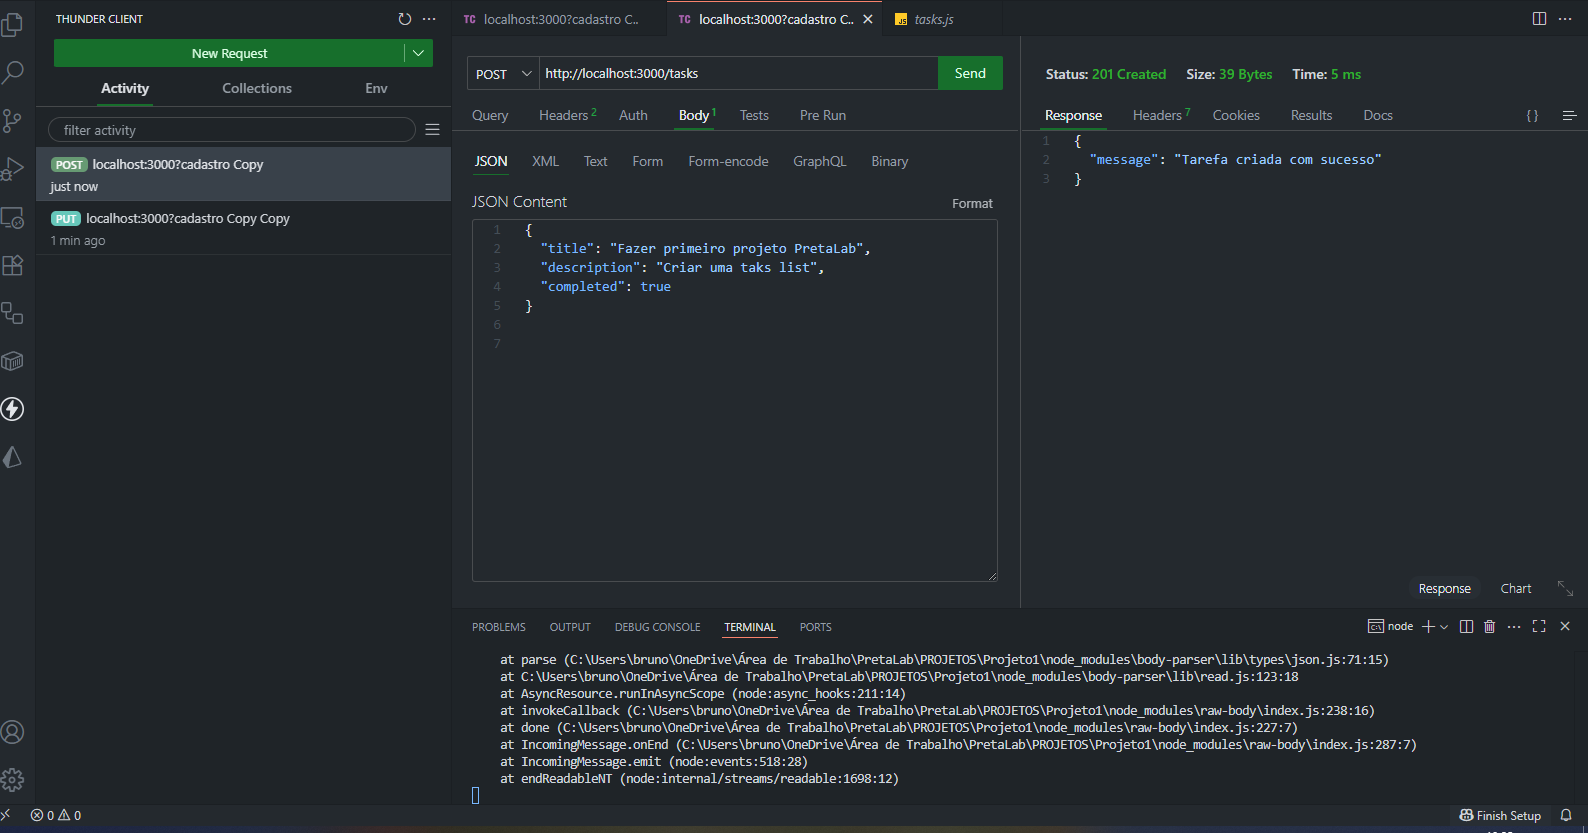 THUNDER CLIENT
New Request
Activity Collections Env
filter activity
POST localhost:3000?cadastro Copy
just now
PUT localhost:3000?cadastro Copy Copy
1 min ago
TC localhost:3000?cadastro C..
TC localhost:3000?cadastro C..
JS tasks.js
POST http://localhost:3000/tasks Send
Query Headers 2 Auth Body 1 Tests Pre Run
JSON XML Text Form Form-encode GraphQL Binary
JSON Content Format
1 {
2 "title": "Fazer primeiro projeto PretaLab",
3 "description": "Criar uma taks list",
4 "completed": true
5 }
6
7
Status: 201 Created Size: 39 Bytes Time: 5 ms
Response Headers 7 Cookies Results Docs { }
1 {
2 "message": "Tarefa criada com sucesso"
3 }
Response Chart
PROBLEMS OUTPUT DEBUG CONSOLE TERMINAL PORTS
node
at parse (C:\Users\bruno\OneDrive\Área de Trabalho\PretaLab\PROJETOS\Projeto1\node_modules\body-parser\lib\types\json.js:71:15)
at C:\Users\bruno\OneDrive\Área de Trabalho\PretaLab\PROJETOS\Projeto1\node_modules\body-parser\lib\read.js:123:18
at AsyncResource.runInAsyncScope (node:async_hooks:211:14)
at invokeCallback (C:\Users\bruno\OneDrive\Área de Trabalho\PretaLab\PROJETOS\Projeto1\node_modules\raw-body\index.js:238:16)
at done (C:\Users\bruno\OneDrive\Área de Trabalho\PretaLab\PROJETOS\Projeto1\node_modules\raw-body\index.js:227:7)
at IncomingMessage.onEnd (C:\Users\bruno\OneDrive\Área de Trabalho\PretaLab\PROJETOS\Projeto1\node_modules\raw-body\index.js:287:7)
at IncomingMessage.emit (node:events:518:28)
at endReadableNT (node:internal/streams/readable:1698:12)
0 0
Finish Setup